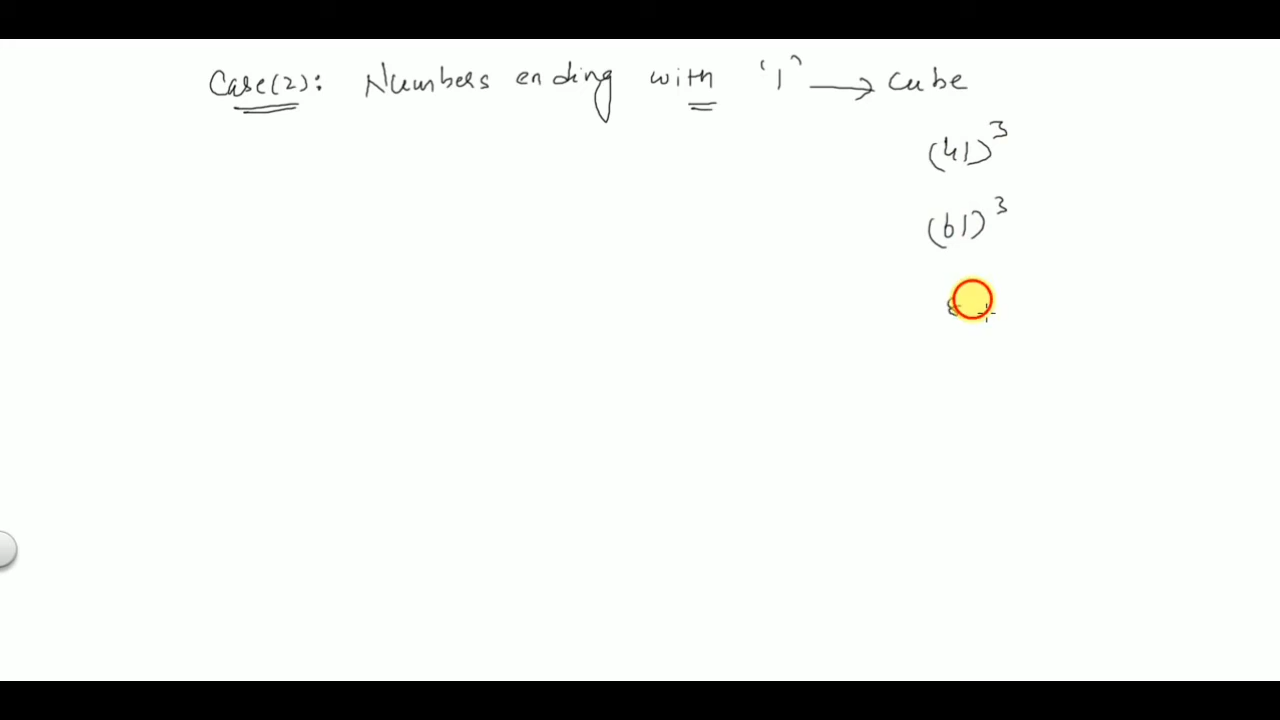 Case(2): Numbers ending with '1' → Cube
(41)³
(61)³